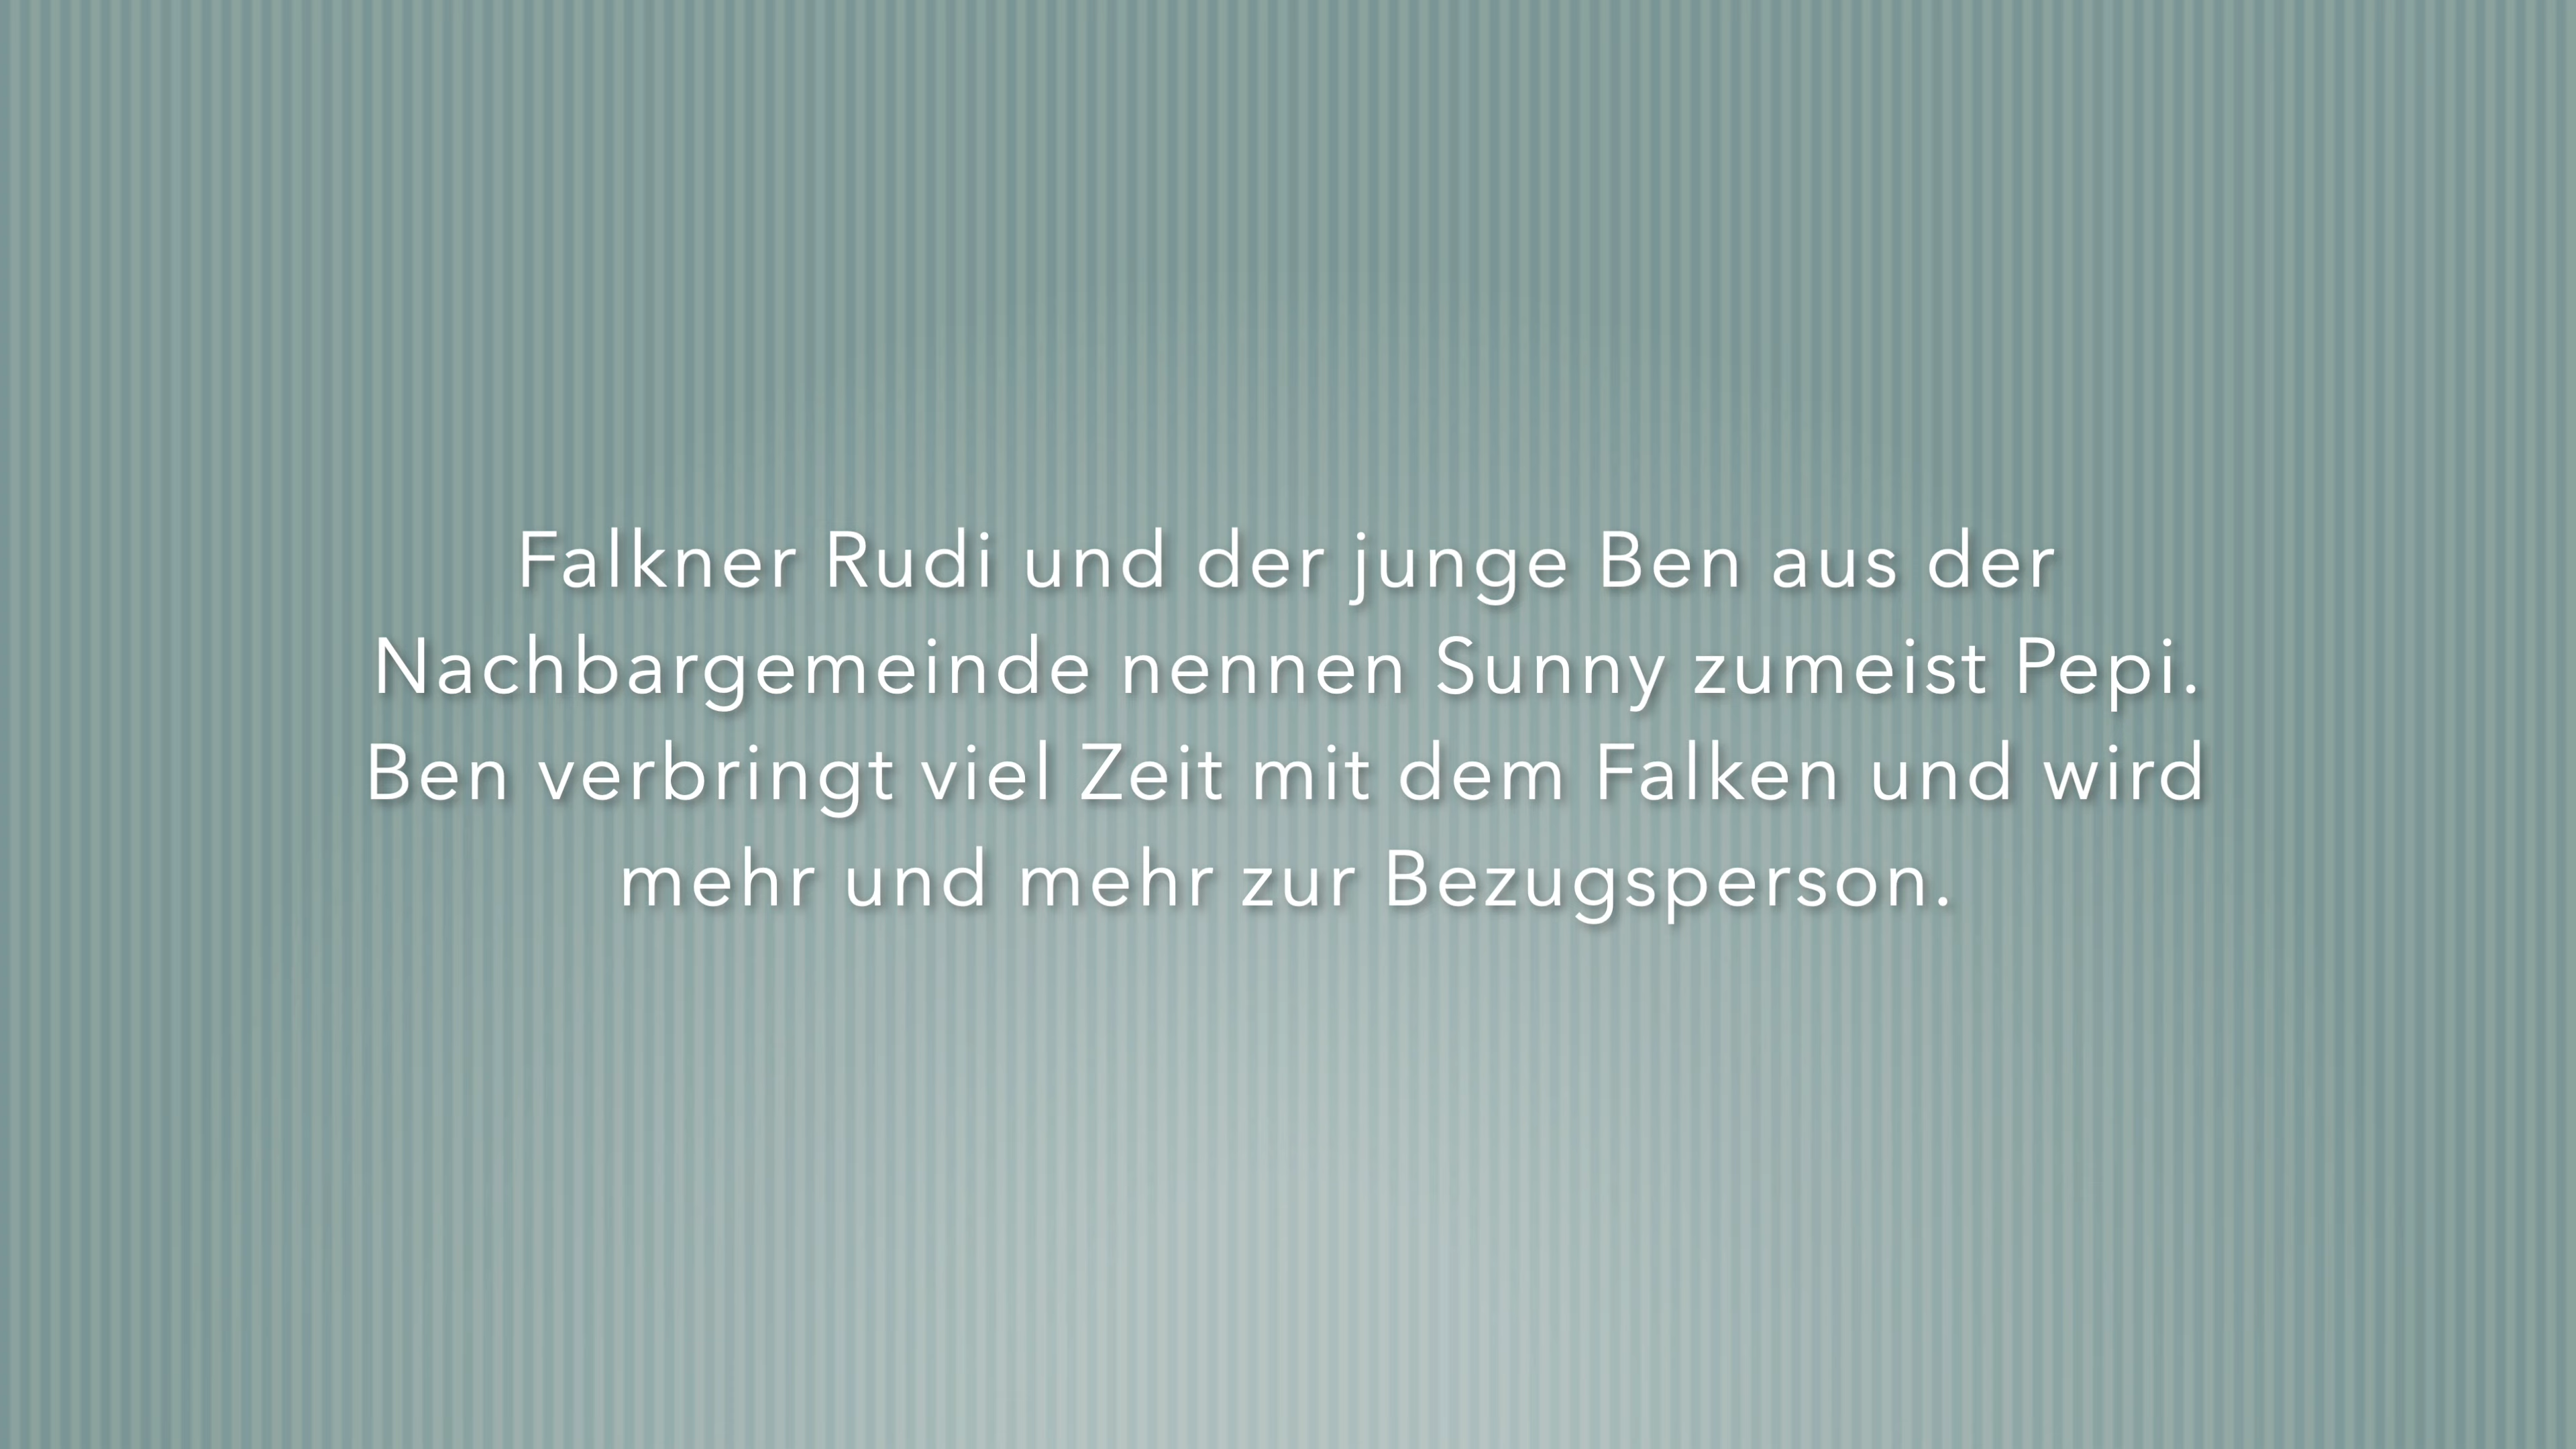 Falkner Rudi und der junge Ben aus der
Nachbargemeinde nennen Sunny zumeist Pepi.
Ben verbringt viel Zeit mit dem Falken und wird
mehr und mehr zur Bezugsperson.